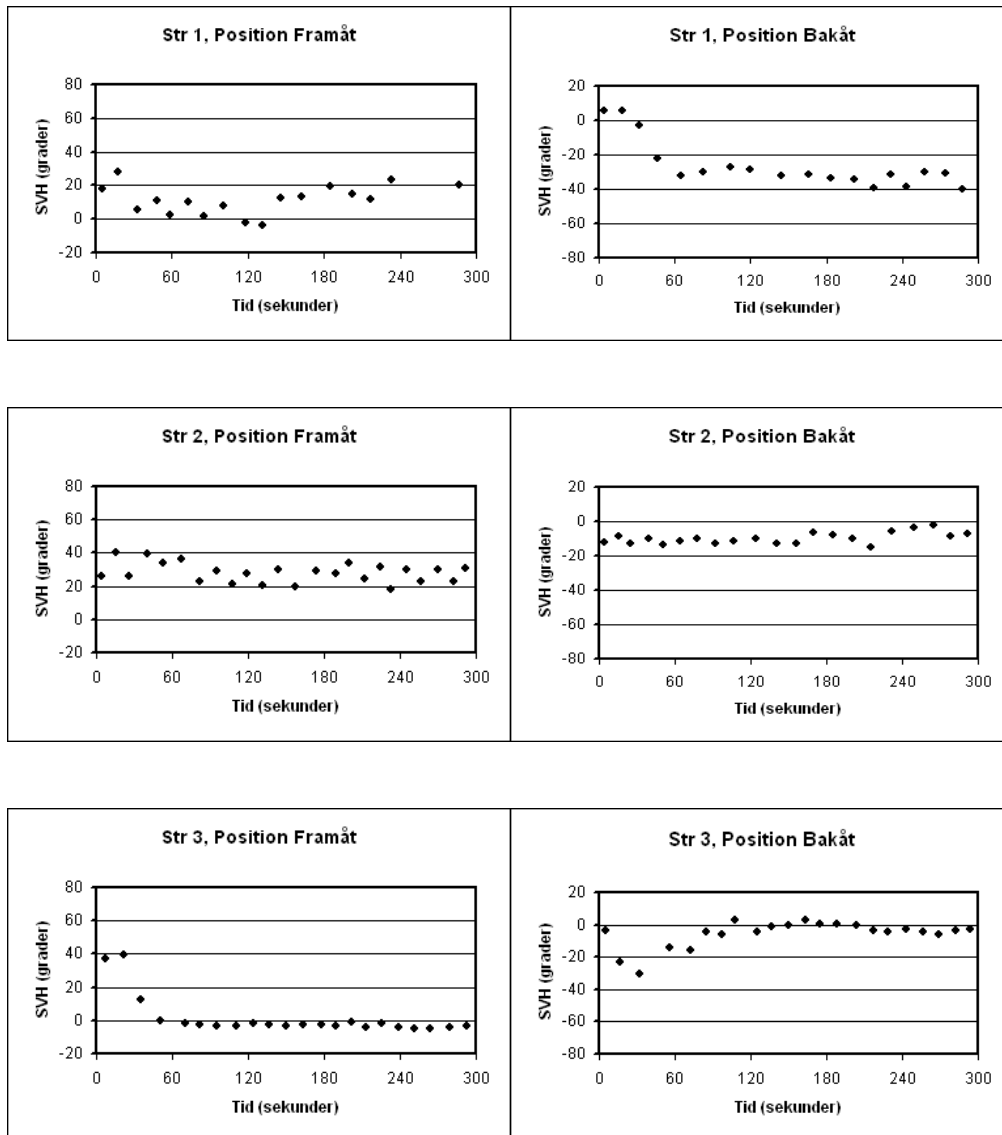 Str 1, Position Framåt
80
60
40
20
0
-20
SVH (grader)
0 60 120 180 240 300
Tid (sekunder)
Str 1, Position Bakåt
20
0
-20
-40
-60
-80
SVH (grader)
0 60 120 180 240 300
Tid (sekunder)
Str 2, Position Framåt
80
60
40
20
0
-20
SVH (grader)
0 60 120 180 240 300
Tid (sekunder)
Str 2, Position Bakåt
20
0
-20
-40
-60
-80
SVH (grader)
0 60 120 180 240 300
Tid (sekunder)
Str 3, Position Framåt
80
60
40
20
0
-20
SVH (grader)
0 60 120 180 240 300
Tid (sekunder)
Str 3, Position Bakåt
20
0
-20
-40
-60
-80
SVH (grader)
0 60 120 180 240 300
Tid (sekunder)